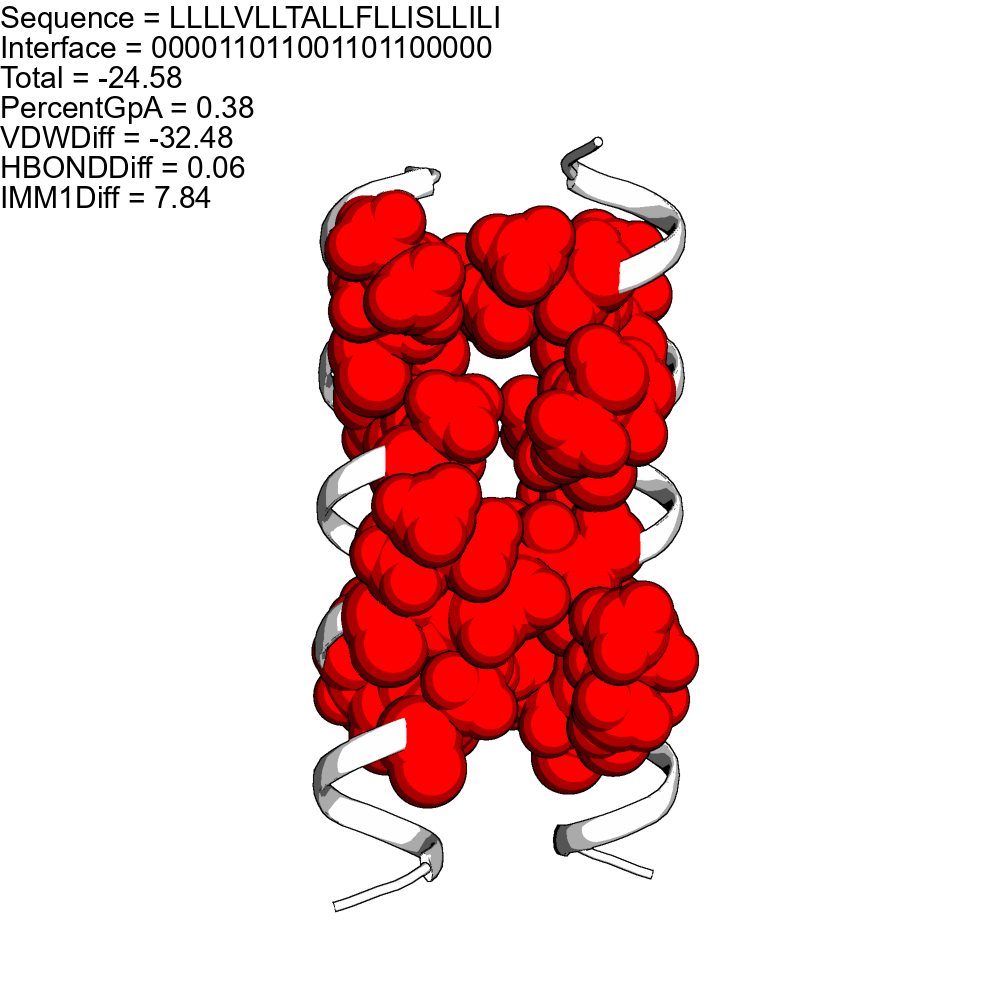 Sequence = LLLLVLLTALLFLLISLLILI
Interface = 000011011001101100000
Total = -24.58
PercentGpA = 0.38
VDWDiff = -32.48
HBONDDiff = 0.06
IMM1Diff = 7.84